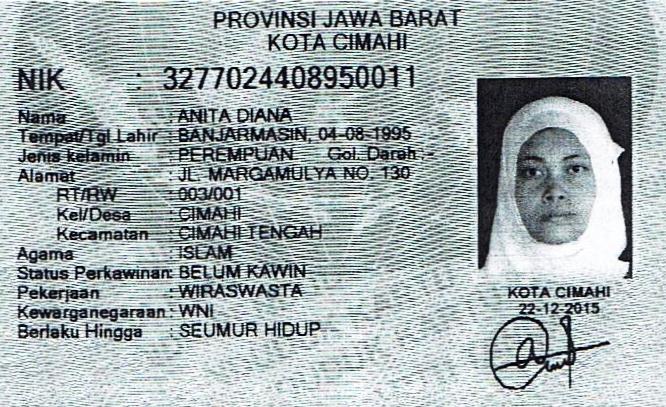 PROVINSI JAWA BARAT
KOTA CIMAHI
NIK : 3277024408950011
Nama : ANITA DIANA
Tempat/Tgl Lahir : BANJARMASIN, 04-08-1995
Jenis kelamin : PEREMPUAN Gol. Darah :-
Alamat : JL. MARGAMULYA NO. 130
RT/RW : 003/001
Kel/Desa : CIMAHI
Kecamatan : CIMAHI TENGAH
Agama : ISLAM
Status Perkawinan: BELUM KAWIN
Pekerjaan : WIRASWASTA
Kewarganegaraan : WNI
Berlaku Hingga : SEUMUR HIDUP
KOTA CIMAHI
22-12-2015